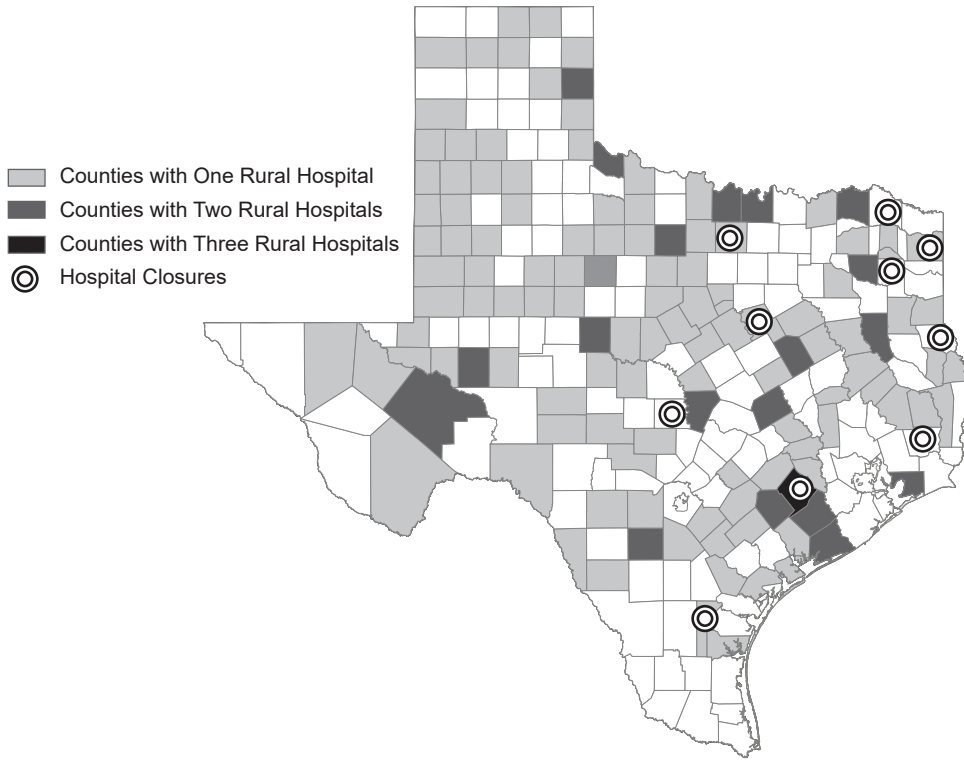 Counties with One Rural Hospital
Counties with Two Rural Hospitals
Counties with Three Rural Hospitals
Hospital Closures